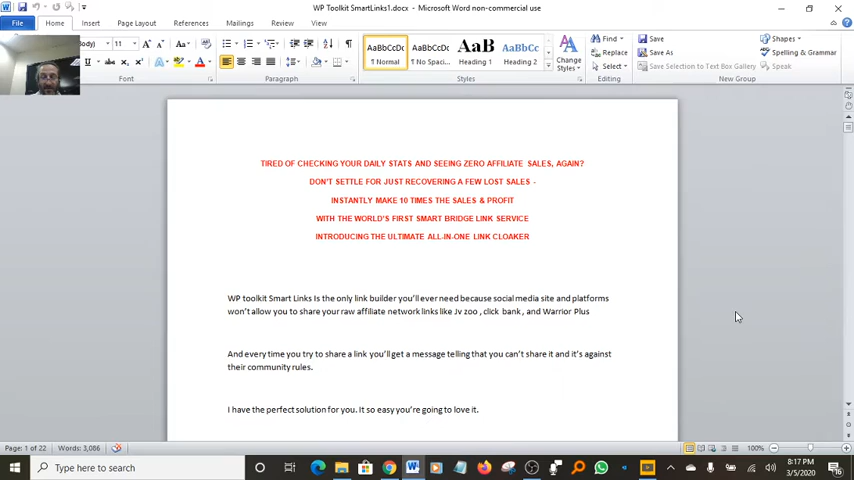 WP Toolkit SmartLinks1.docx - Microsoft Word non-commercial use
File Home Insert Page Layout References Mailings Review View
Body) 11 A A Aa
U abc X₂ A A
Font
Paragraph
AaBbCcDc AaBbCcDc AaB AaBbCc
¶ Normal ¶ No Spaci... Heading 1 Heading 2
Change Styles
Styles
Find
Replace
Select
Editing
Save
Save As
Save Selection to Text Box Gallery
Shapes
Spelling & Grammar
Speak
New Group
TIRED OF CHECKING YOUR DAILY STATS AND SEEING ZERO AFFILIATE SALES, AGAIN?
DON'T SETTLE FOR JUST RECOVERING A FEW LOST SALES -
INSTANTLY MAKE 10 TIMES THE SALES & PROFIT
WITH THE WORLD'S FIRST SMART BRIDGE LINK SERVICE
INTRODUCING THE ULTIMATE ALL-IN-ONE LINK CLOAKER
WP toolkit Smart Links Is the only link builder you'll ever need because social media site and platforms
won't allow you to share your raw affiliate network links like Jv zoo , click bank , and Warrior Plus
And every time you try to share a link you'll get a message telling that you can't share it and it's against
their community rules.
I have the perfect solution for you. It so easy you're going to love it.
Page: 1 of 22 Words: 3,086 100%
Type here to search
8:17 PM
3/5/2020
16